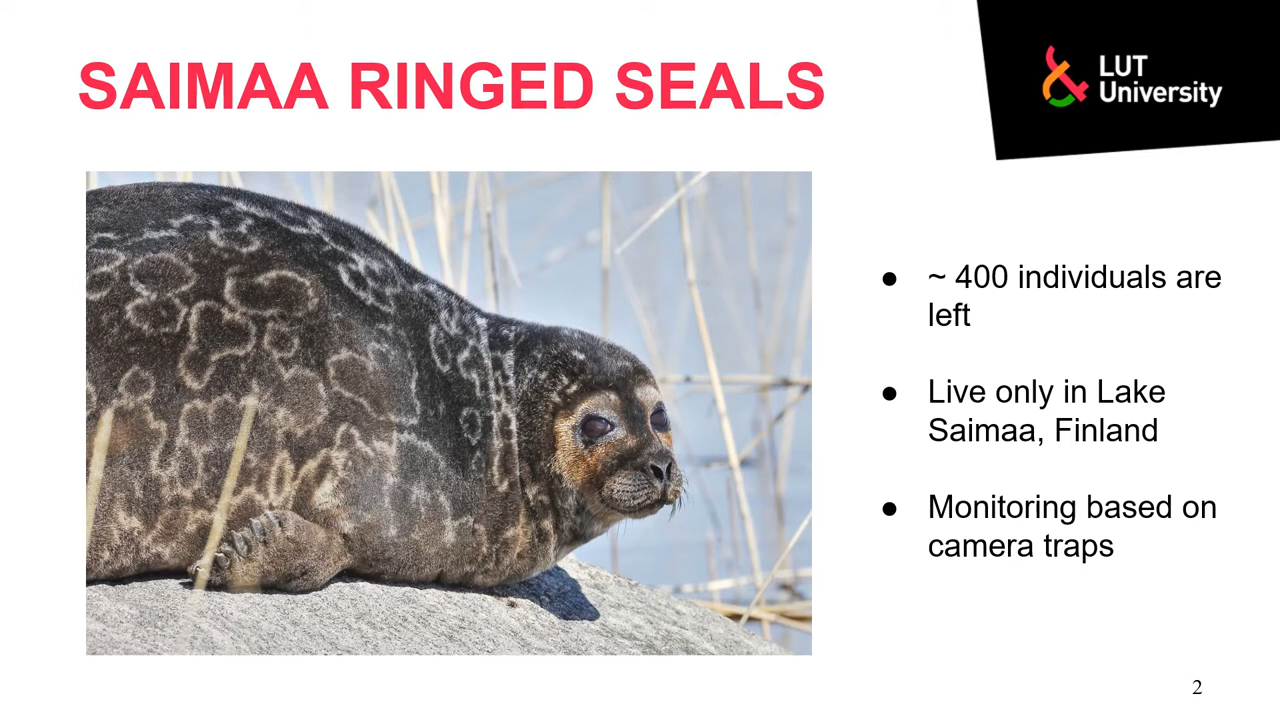 SAIMAA RINGED SEALS
LUT
University
● ~ 400 individuals are
left
● Live only in Lake
Saimaa, Finland
● Monitoring based on
camera traps
2